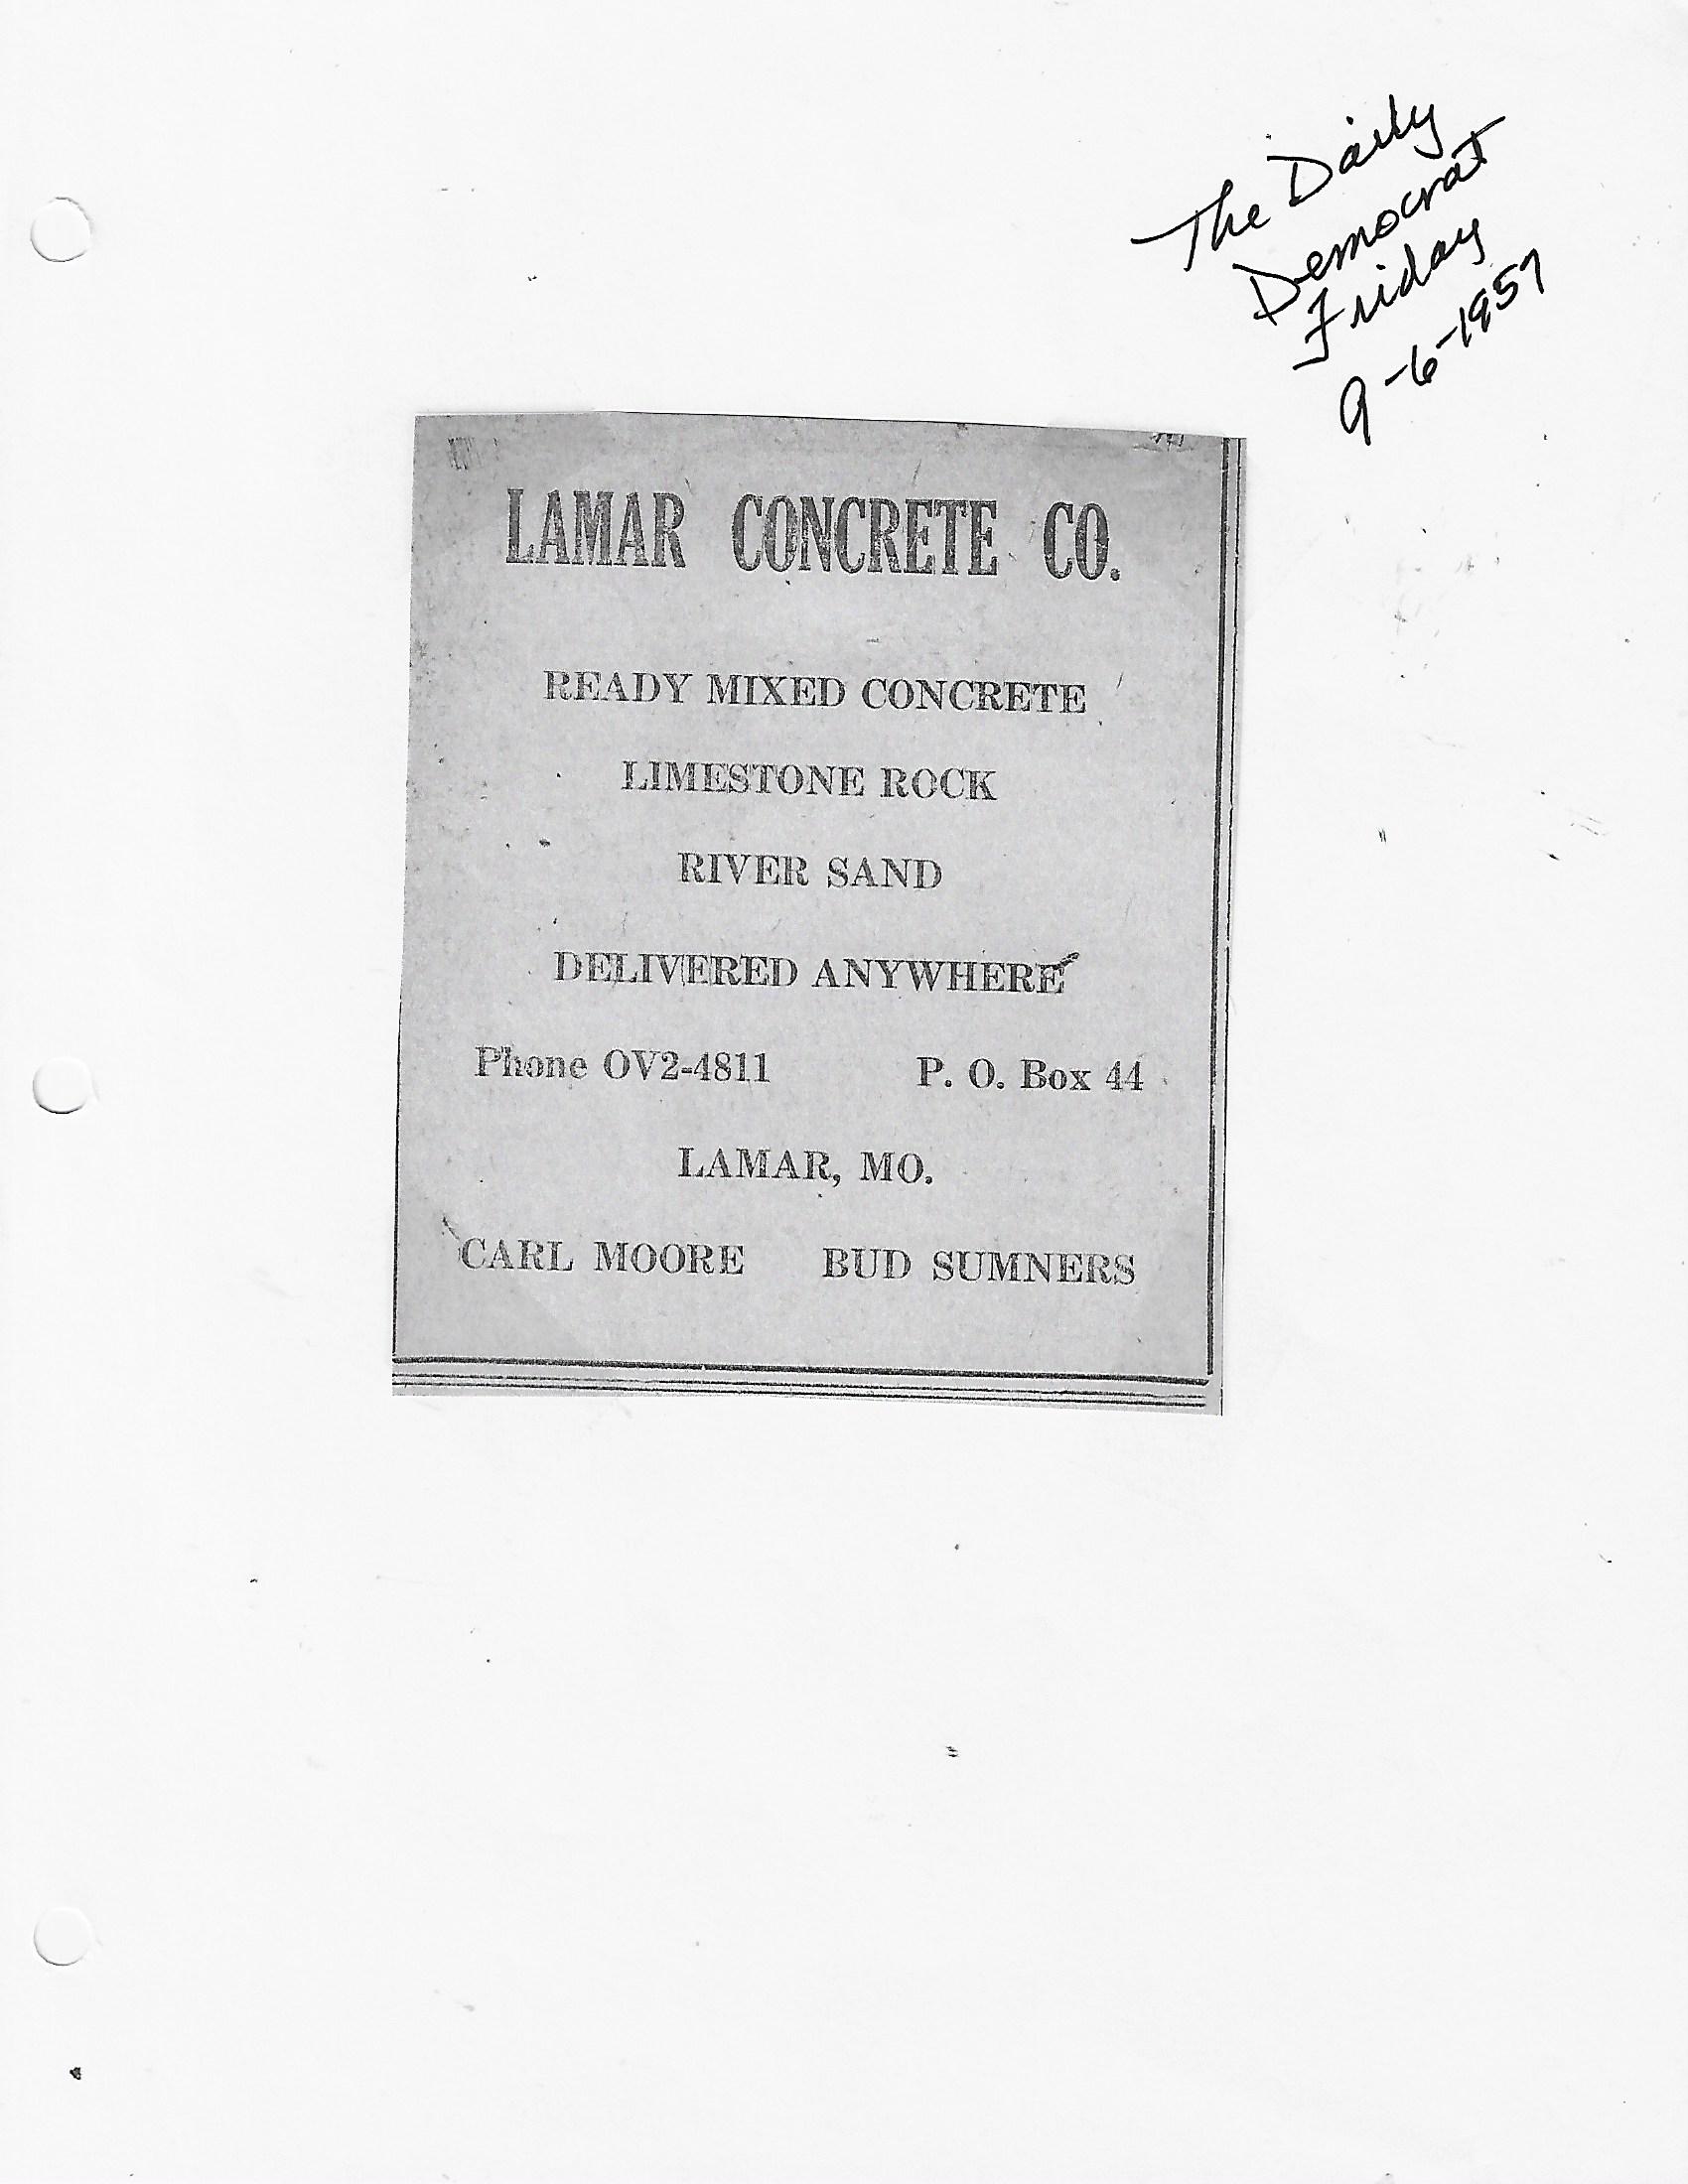 The Daily
Democrat
Friday
9-6-1957
LAMAR CONCRETE CO.
READY MIXED CONCRETE
LIMESTONE ROCK
RIVER SAND
DELIVERED ANYWHERE
Phone OV2-4811 P. O. Box 44
LAMAR, MO.
CARL MOORE BUD SUMNERS